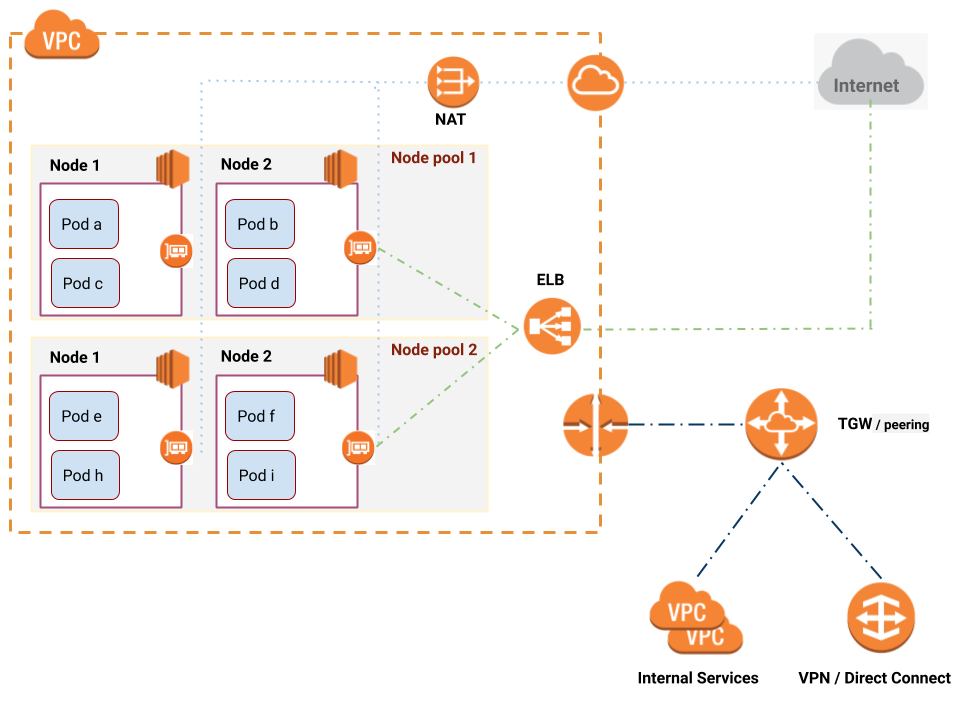 VPC
Internet
NAT
Node 1
Node 2
Node pool 1
Pod a
Pod b
Pod c
Pod d
ELB
Node 1
Node 2
Node pool 2
Pod e
Pod f
Pod h
Pod i
TGW / peering
VPC
VPC
Internal Services
VPN / Direct Connect